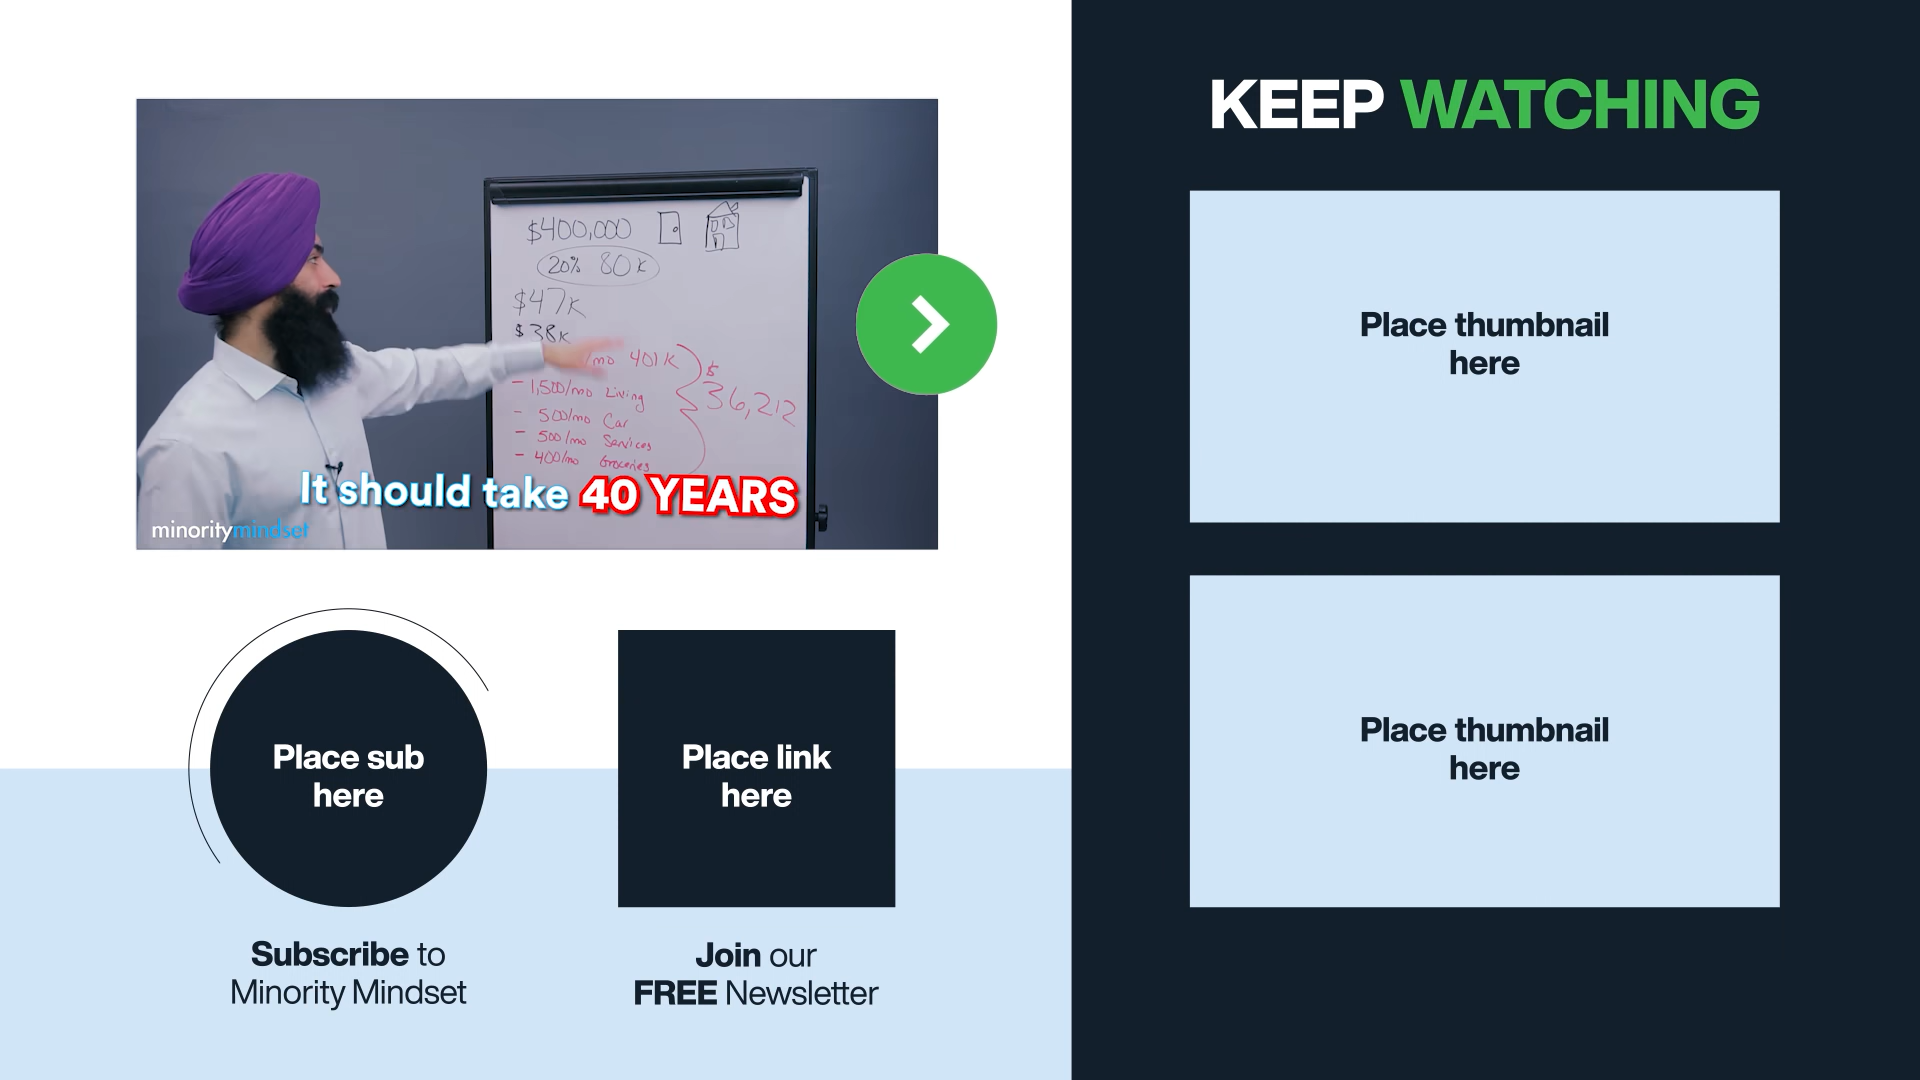 KEEP WATCHING
$400,000
20% 80K
$47K
$38K
/mo 401K
- 1,500/mo Living
- 500/mo Car
- 500/mo Services
- 400/mo Groceries
$
36,212
It should take 40 YEARS
minoritymindset
Place thumbnail
here
Place thumbnail
here
Place sub
here
Place link
here
Subscribe to
Minority Mindset
Join our
FREE Newsletter